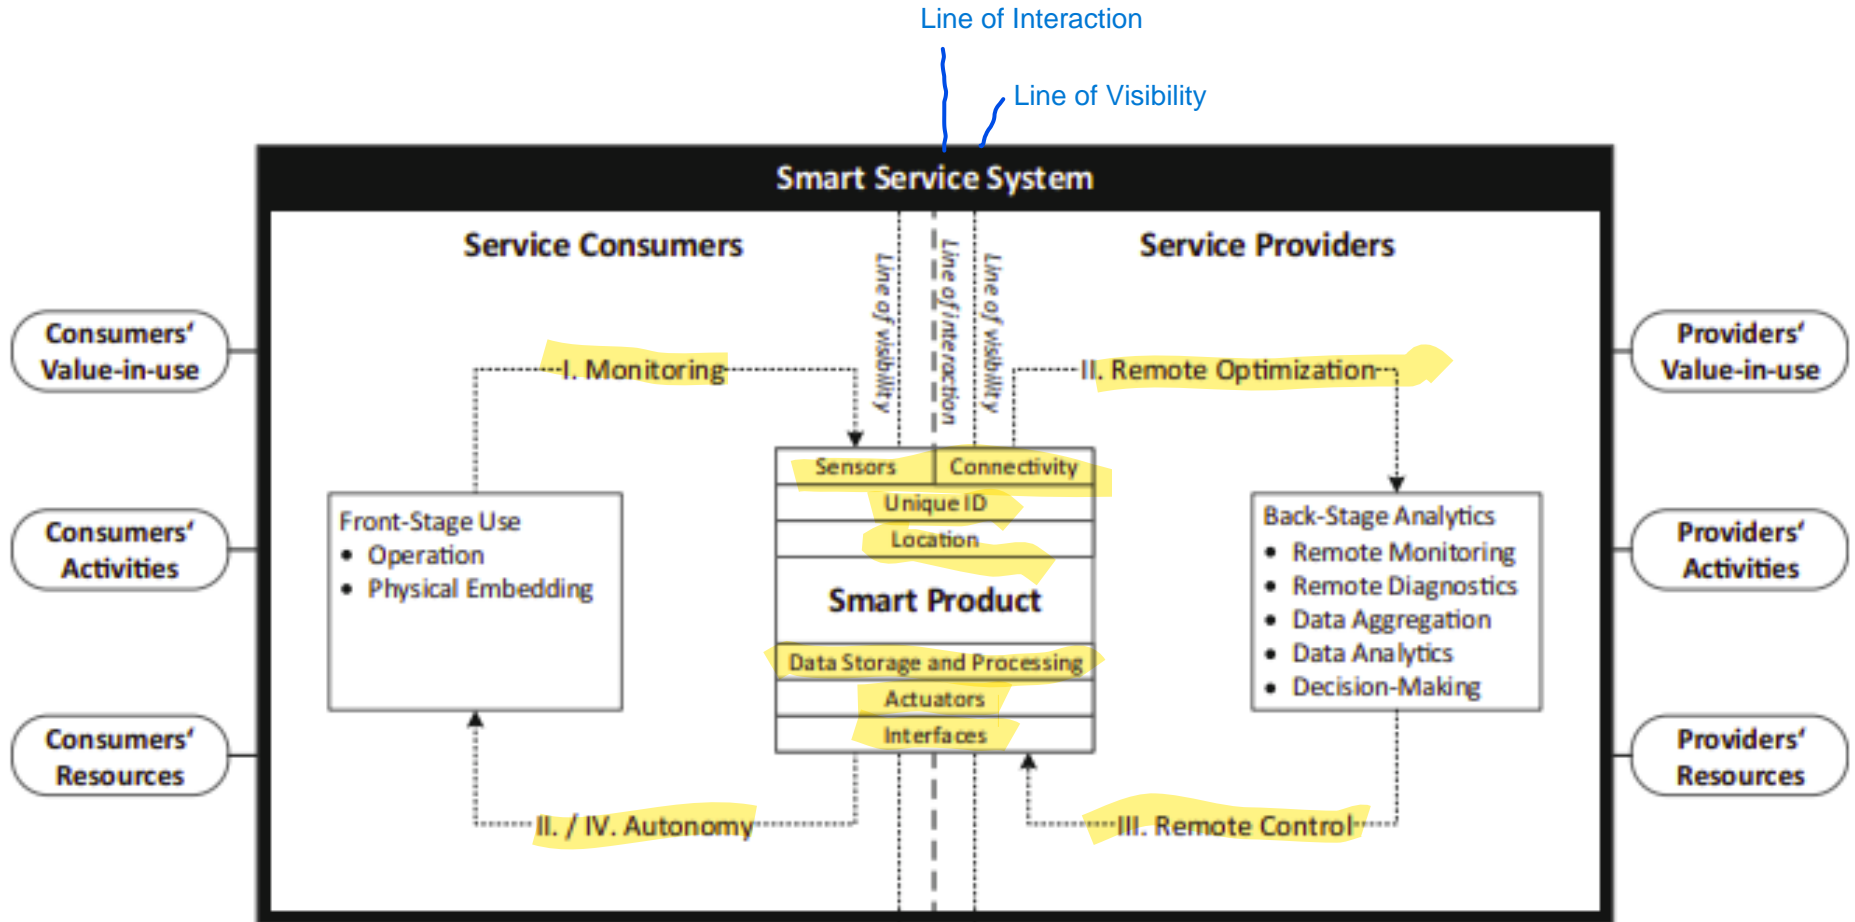 Line of Interaction
Line of Visibility
Smart Service System
Service Consumers
Service Providers
Line of visibility
Line of interaction
Line of visibility
Consumers‘
Value-in-use
Consumers‘
Activities
Consumers‘
Resources
I. Monitoring
II. Remote Optimization
Front-Stage Use
• Operation
• Physical Embedding
Sensors
Connectivity
Unique ID
Location
Smart Product
Data Storage and Processing
Actuators
Interfaces
Back-Stage Analytics
• Remote Monitoring
• Remote Diagnostics
• Data Aggregation
• Data Analytics
• Decision-Making
II. / IV. Autonomy
III. Remote Control
Providers‘
Value-in-use
Providers‘
Activities
Providers‘
Resources